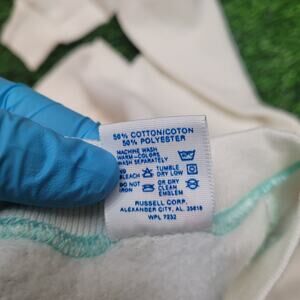 50% COTTON/COTON
50% POLYESTER
MACHINE WASH
WARM-COLORS
WASH SEPARATELY
NO BLEACH TUMBLE DRY LOW
DO NOT IRON OR DRY CLEAN EMBLEM
RUSSELL CORP.
ALEXANDER CITY, AL. 35010
WPL 7232